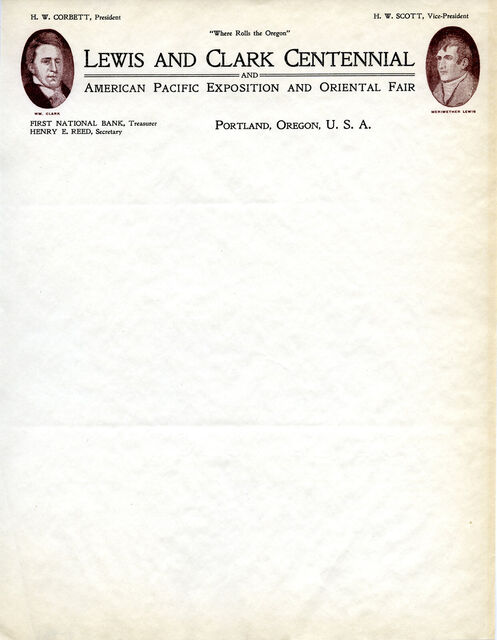 H. W. CORBETT, President
H. W. SCOTT, Vice-President
"Where Rolls the Oregon"
LEWIS AND CLARK CENTENNIAL
AND
AMERICAN PACIFIC EXPOSITION AND ORIENTAL FAIR
WM. CLARK
MERIWETHER LEWIS
FIRST NATIONAL BANK, Treasurer
HENRY E. REED, Secretary
PORTLAND, OREGON, U. S. A.